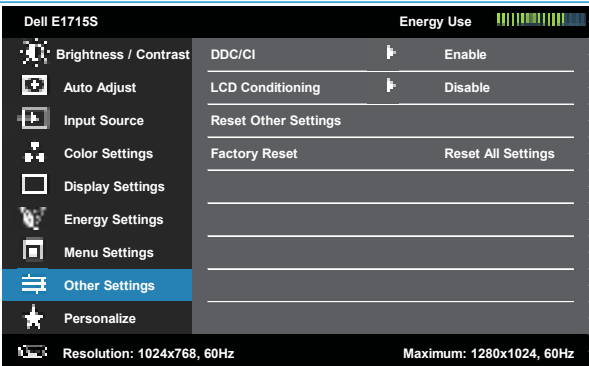 Dell E1715S Energy Use
Brightness / Contrast DDC/CI Enable
Auto Adjust LCD Conditioning Disable
Input Source Reset Other Settings
Color Settings Factory Reset Reset All Settings
Display Settings
Energy Settings
Menu Settings
Other Settings
Personalize
Resolution: 1024x768, 60Hz Maximum: 1280x1024, 60Hz